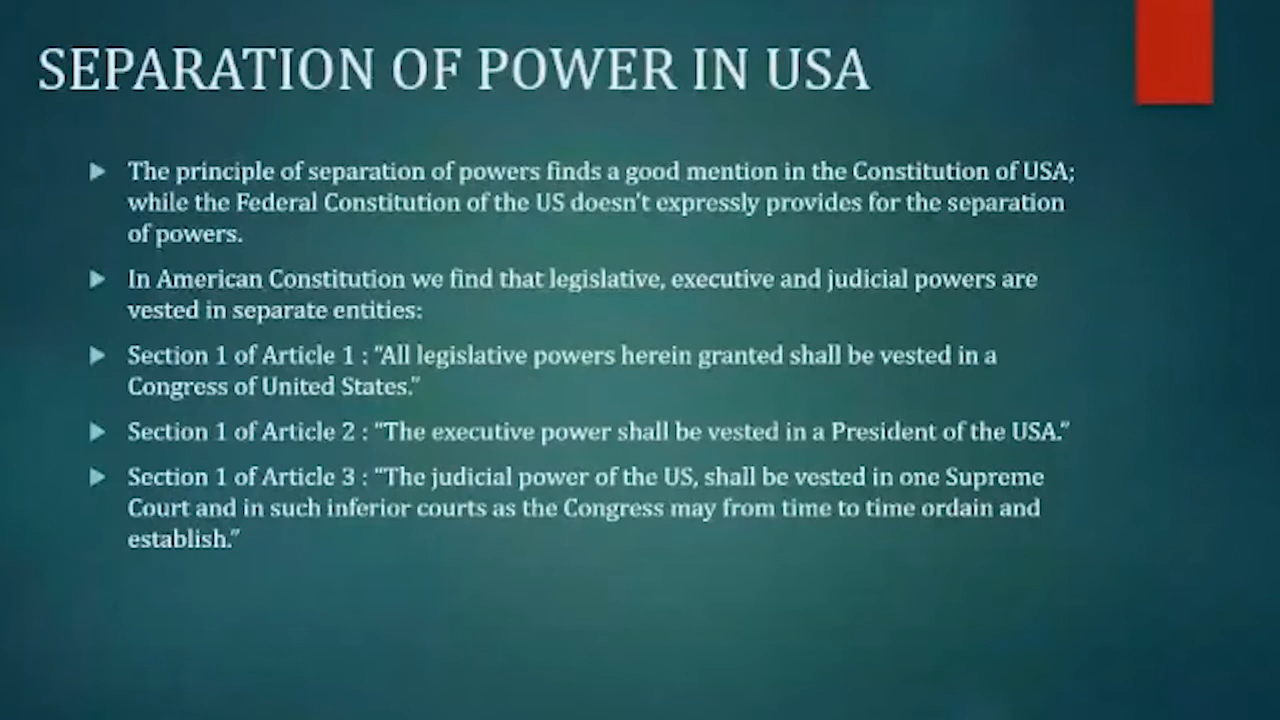 SEPARATION OF POWER IN USA
The principle of separation of powers finds a good mention in the Constitution of USA;
while the Federal Constitution of the US doesn't expressly provides for the separation
of powers.
In American Constitution we find that legislative, executive and judicial powers are
vested in separate entities:
Section 1 of Article 1 : "All legislative powers herein granted shall be vested in a
Congress of United States."
Section 1 of Article 2 : "The executive power shall be vested in a President of the USA."
Section 1 of Article 3 : "The judicial power of the US, shall be vested in one Supreme
Court and in such inferior courts as the Congress may from time to time ordain and
establish."